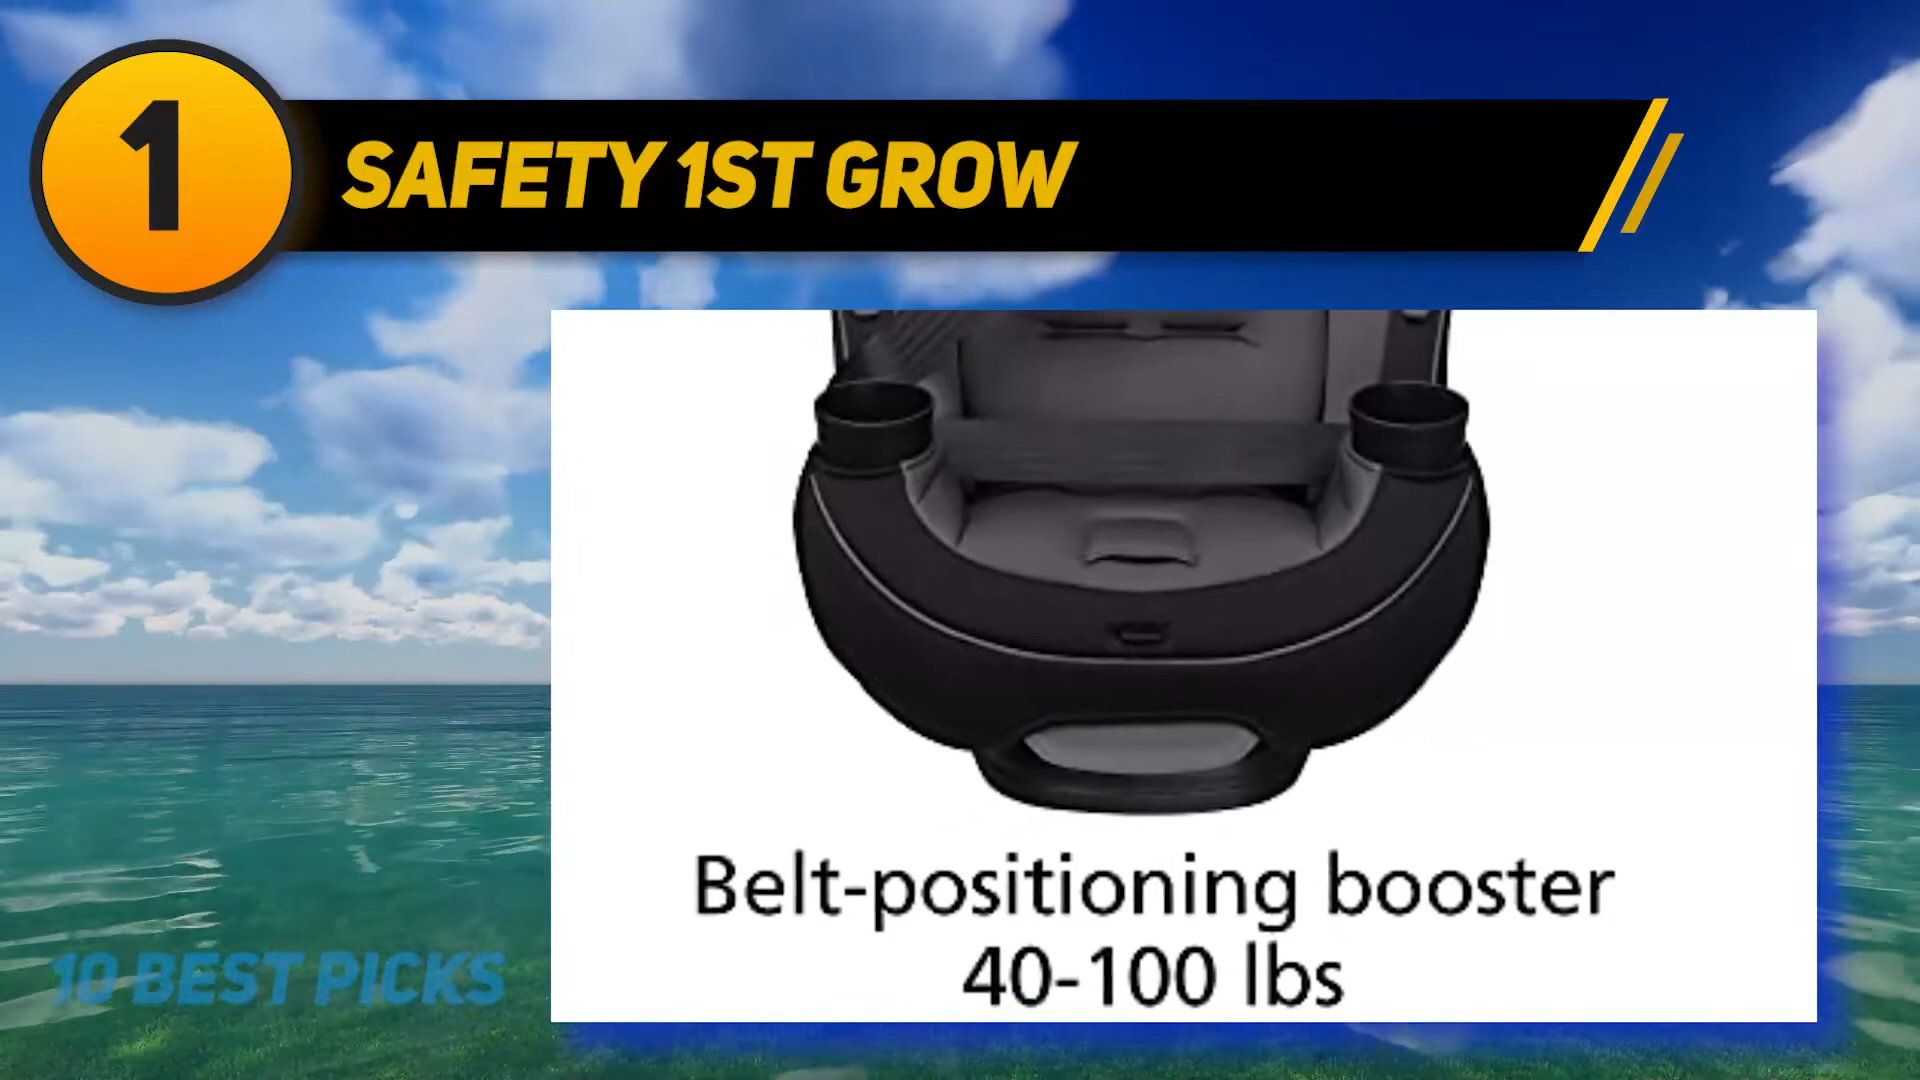 1
SAFETY 1ST GROW
Belt-positioning booster
40-100 lbs
10 BEST PICKS